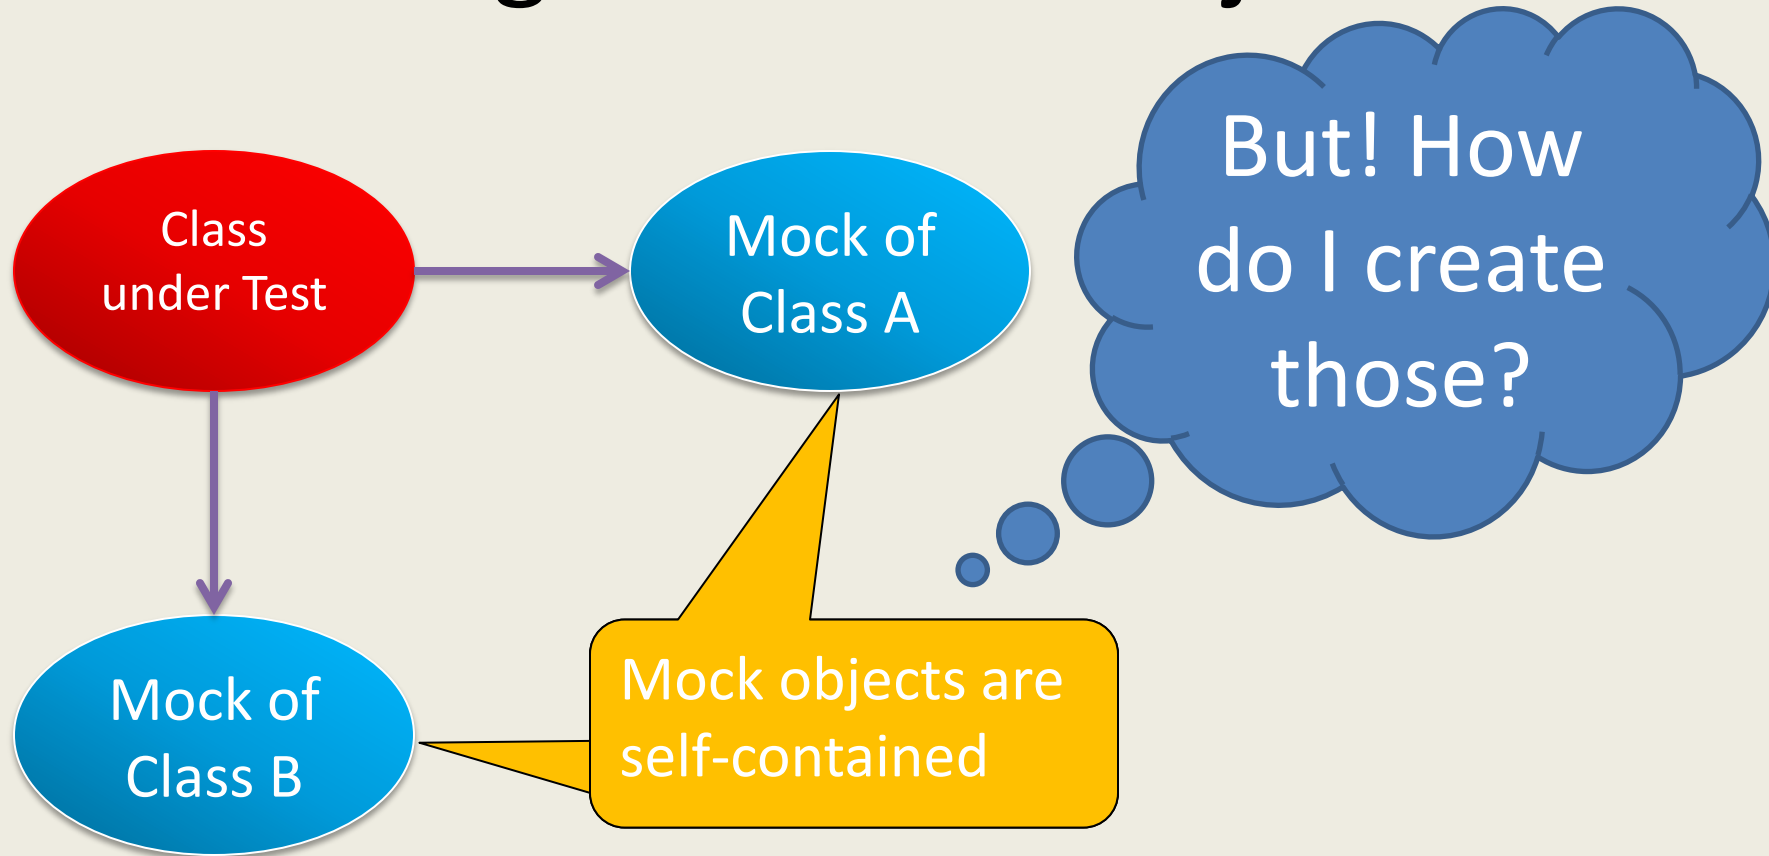 Class
under Test
Mock of
Class A
But! How
do I create
those?
Mock of
Class B
Mock objects are
self-contained